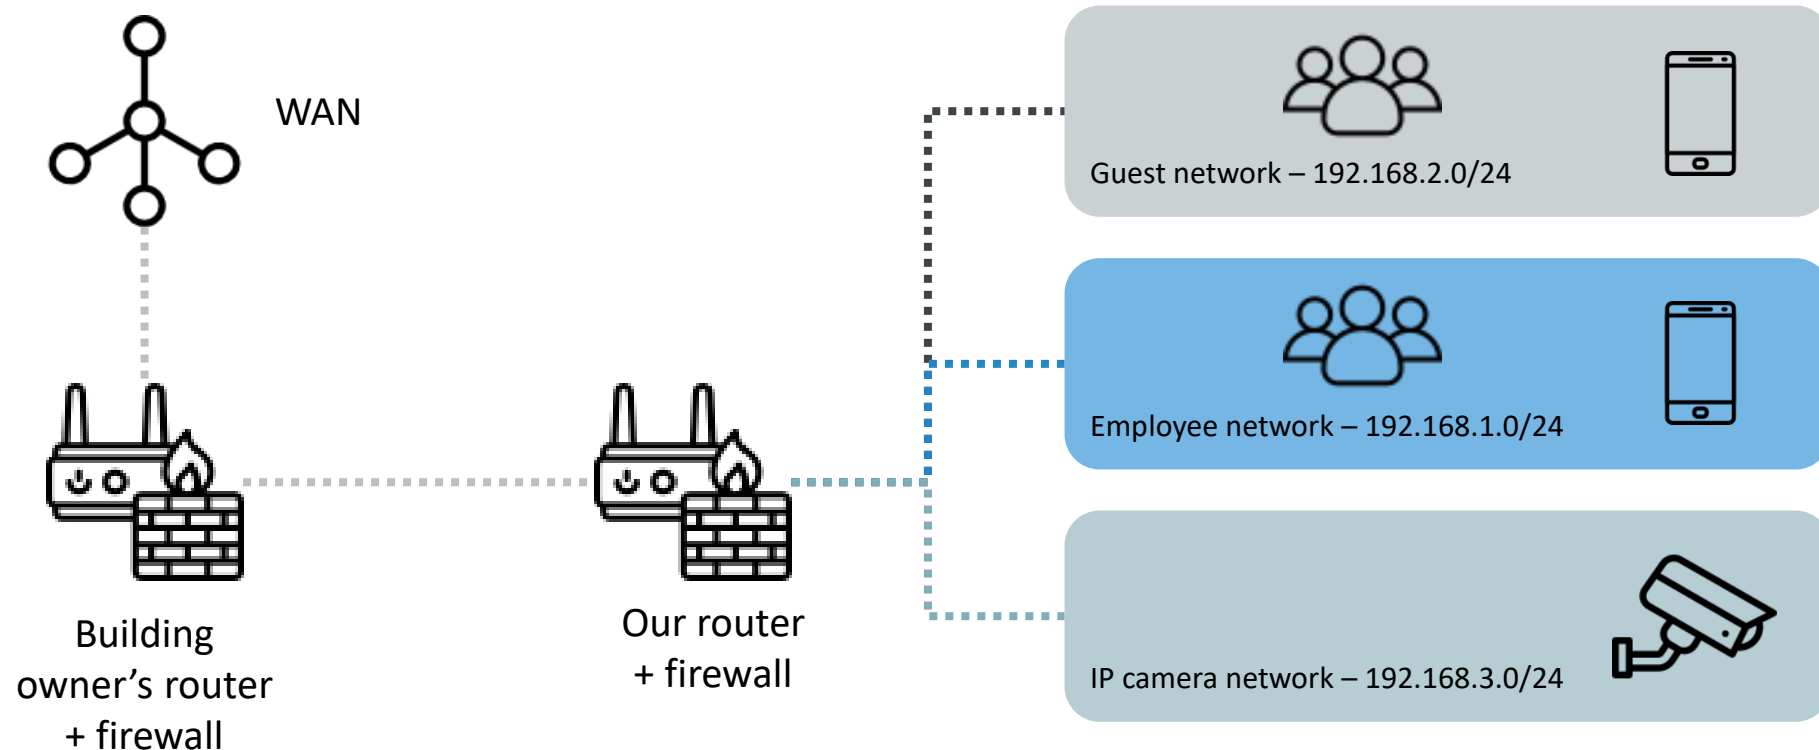 WAN
Guest network – 192.168.2.0/24
Employee network – 192.168.1.0/24
IP camera network – 192.168.3.0/24
Building
owner’s router
+ firewall
Our router
+ firewall